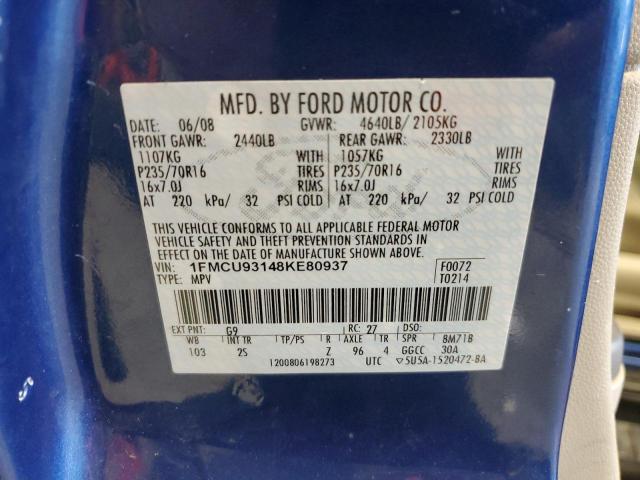 MFD. BY FORD MOTOR CO.
DATE: 06/08 GVWR: 4640LB/ 2105KG
FRONT GAWR: 2440LB REAR GAWR: 2330LB
1107KG WITH 1057KG WITH
P235/70R16 TIRES P235/70R16 TIRES
16x7.0J RIMS 16x7.0J RIMS
AT 220 kPa/ 32 PSI COLD AT 220 kPa/ 32 PSI COLD
THIS VEHICLE CONFORMS TO ALL APPLICABLE FEDERAL MOTOR
VEHICLE SAFETY AND THEFT PREVENTION STANDARDS IN
EFFECT ON THE DATE OF MANUFACTURE SHOWN ABOVE.
VIN: 1FMCU93148KE80937 F0072
TYPE: MPV T0214
EXT PNT: G9 RC: 27 DSO:
WB INT TR TP/PS R AXLE TR SPR 8M71B
103 2S Z 96 4 GGCC 30A
1200806198273 UTC 5U5A-1520472-BA